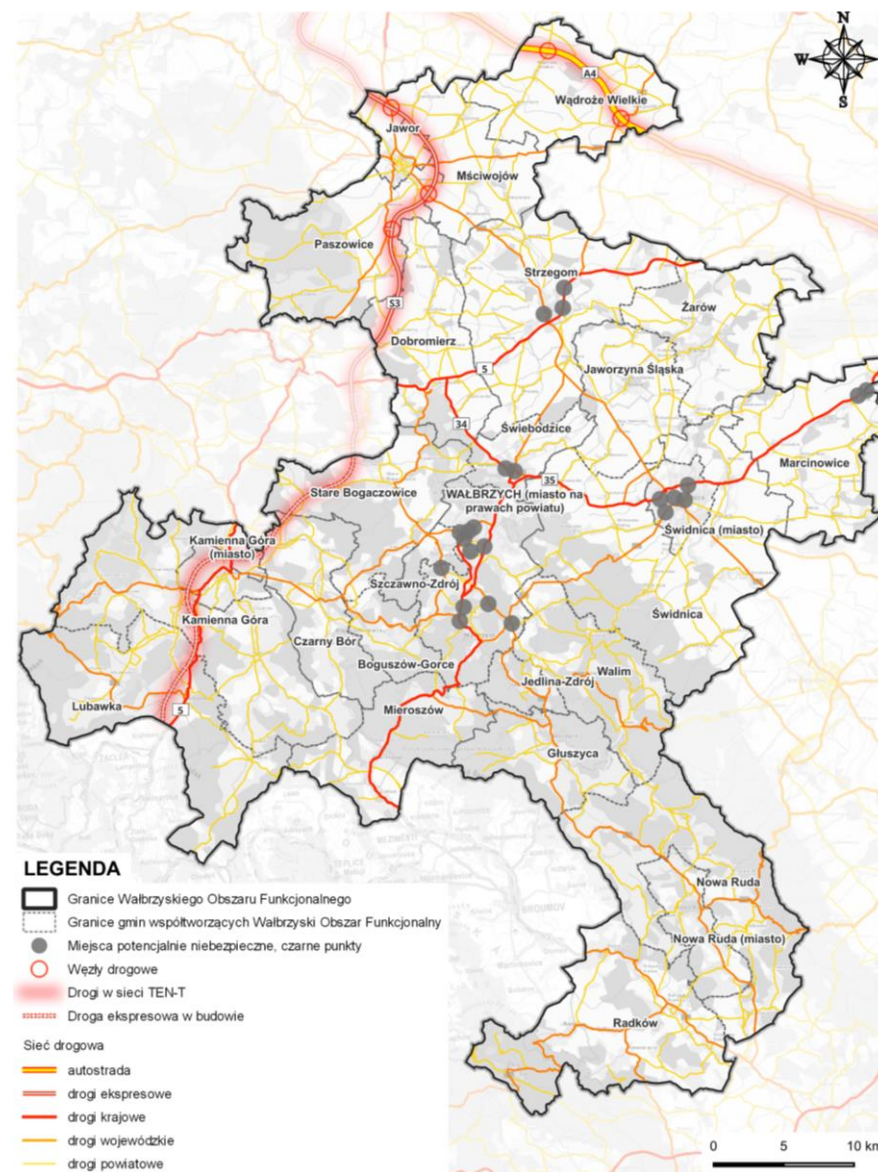 N
W E
S
A4
Wądroże Wielkie
Jawor
Mściwojów
Paszowice
Strzegom
S3
Żarów
Dobromierz
5
Jaworzyna Śląska
34
Świebodzice
Marcinowice
35
Stare Bogaczowice
WAŁBRZYCH (miasto na
prawach powiatu)
Świdnica (miasto)
Kamienna Góra
(miasto)
Szczawno-Zdrój
Kamienna Góra
Świdnica
Czarny Bór
Boguszów-Gorce
Walim
Jedlina-Zdrój
Lubawka
5
Mieroszów
Głuszyca
Nowa Ruda
Nowa Ruda (miasto)
Radków
LEGENDA
Granice Wałbrzyskiego Obszaru Funkcjonalnego
Granice gmin współtworzących Wałbrzyski Obszar Funkcjonalny
Miejsca potencjalnie niebezpieczne, czarne punkty
Węzły drogowe
Drogi w sieci TEN-T
Droga ekspresowa w budowie
Sieć drogowa
autostrada
drogi ekspresowe
drogi krajowe
drogi wojewódzkie
drogi powiatowe
0 5 10 km